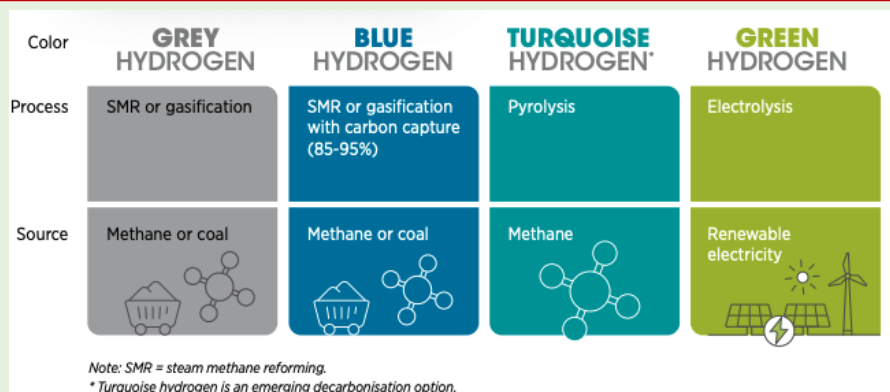 Color
GREY
HYDROGEN
BLUE
HYDROGEN
TURQUOISE
HYDROGEN*
GREEN
HYDROGEN
Process
SMR or gasification
SMR or gasification
with carbon capture
(85-95%)
Pyrolysis
Electrolysis
Source
Methane or coal
Methane or coal
Methane
Renewable
electricity
Note: SMR = steam methane reforming.
* Turquoise hydrogen is an emerging decarbonisation option.